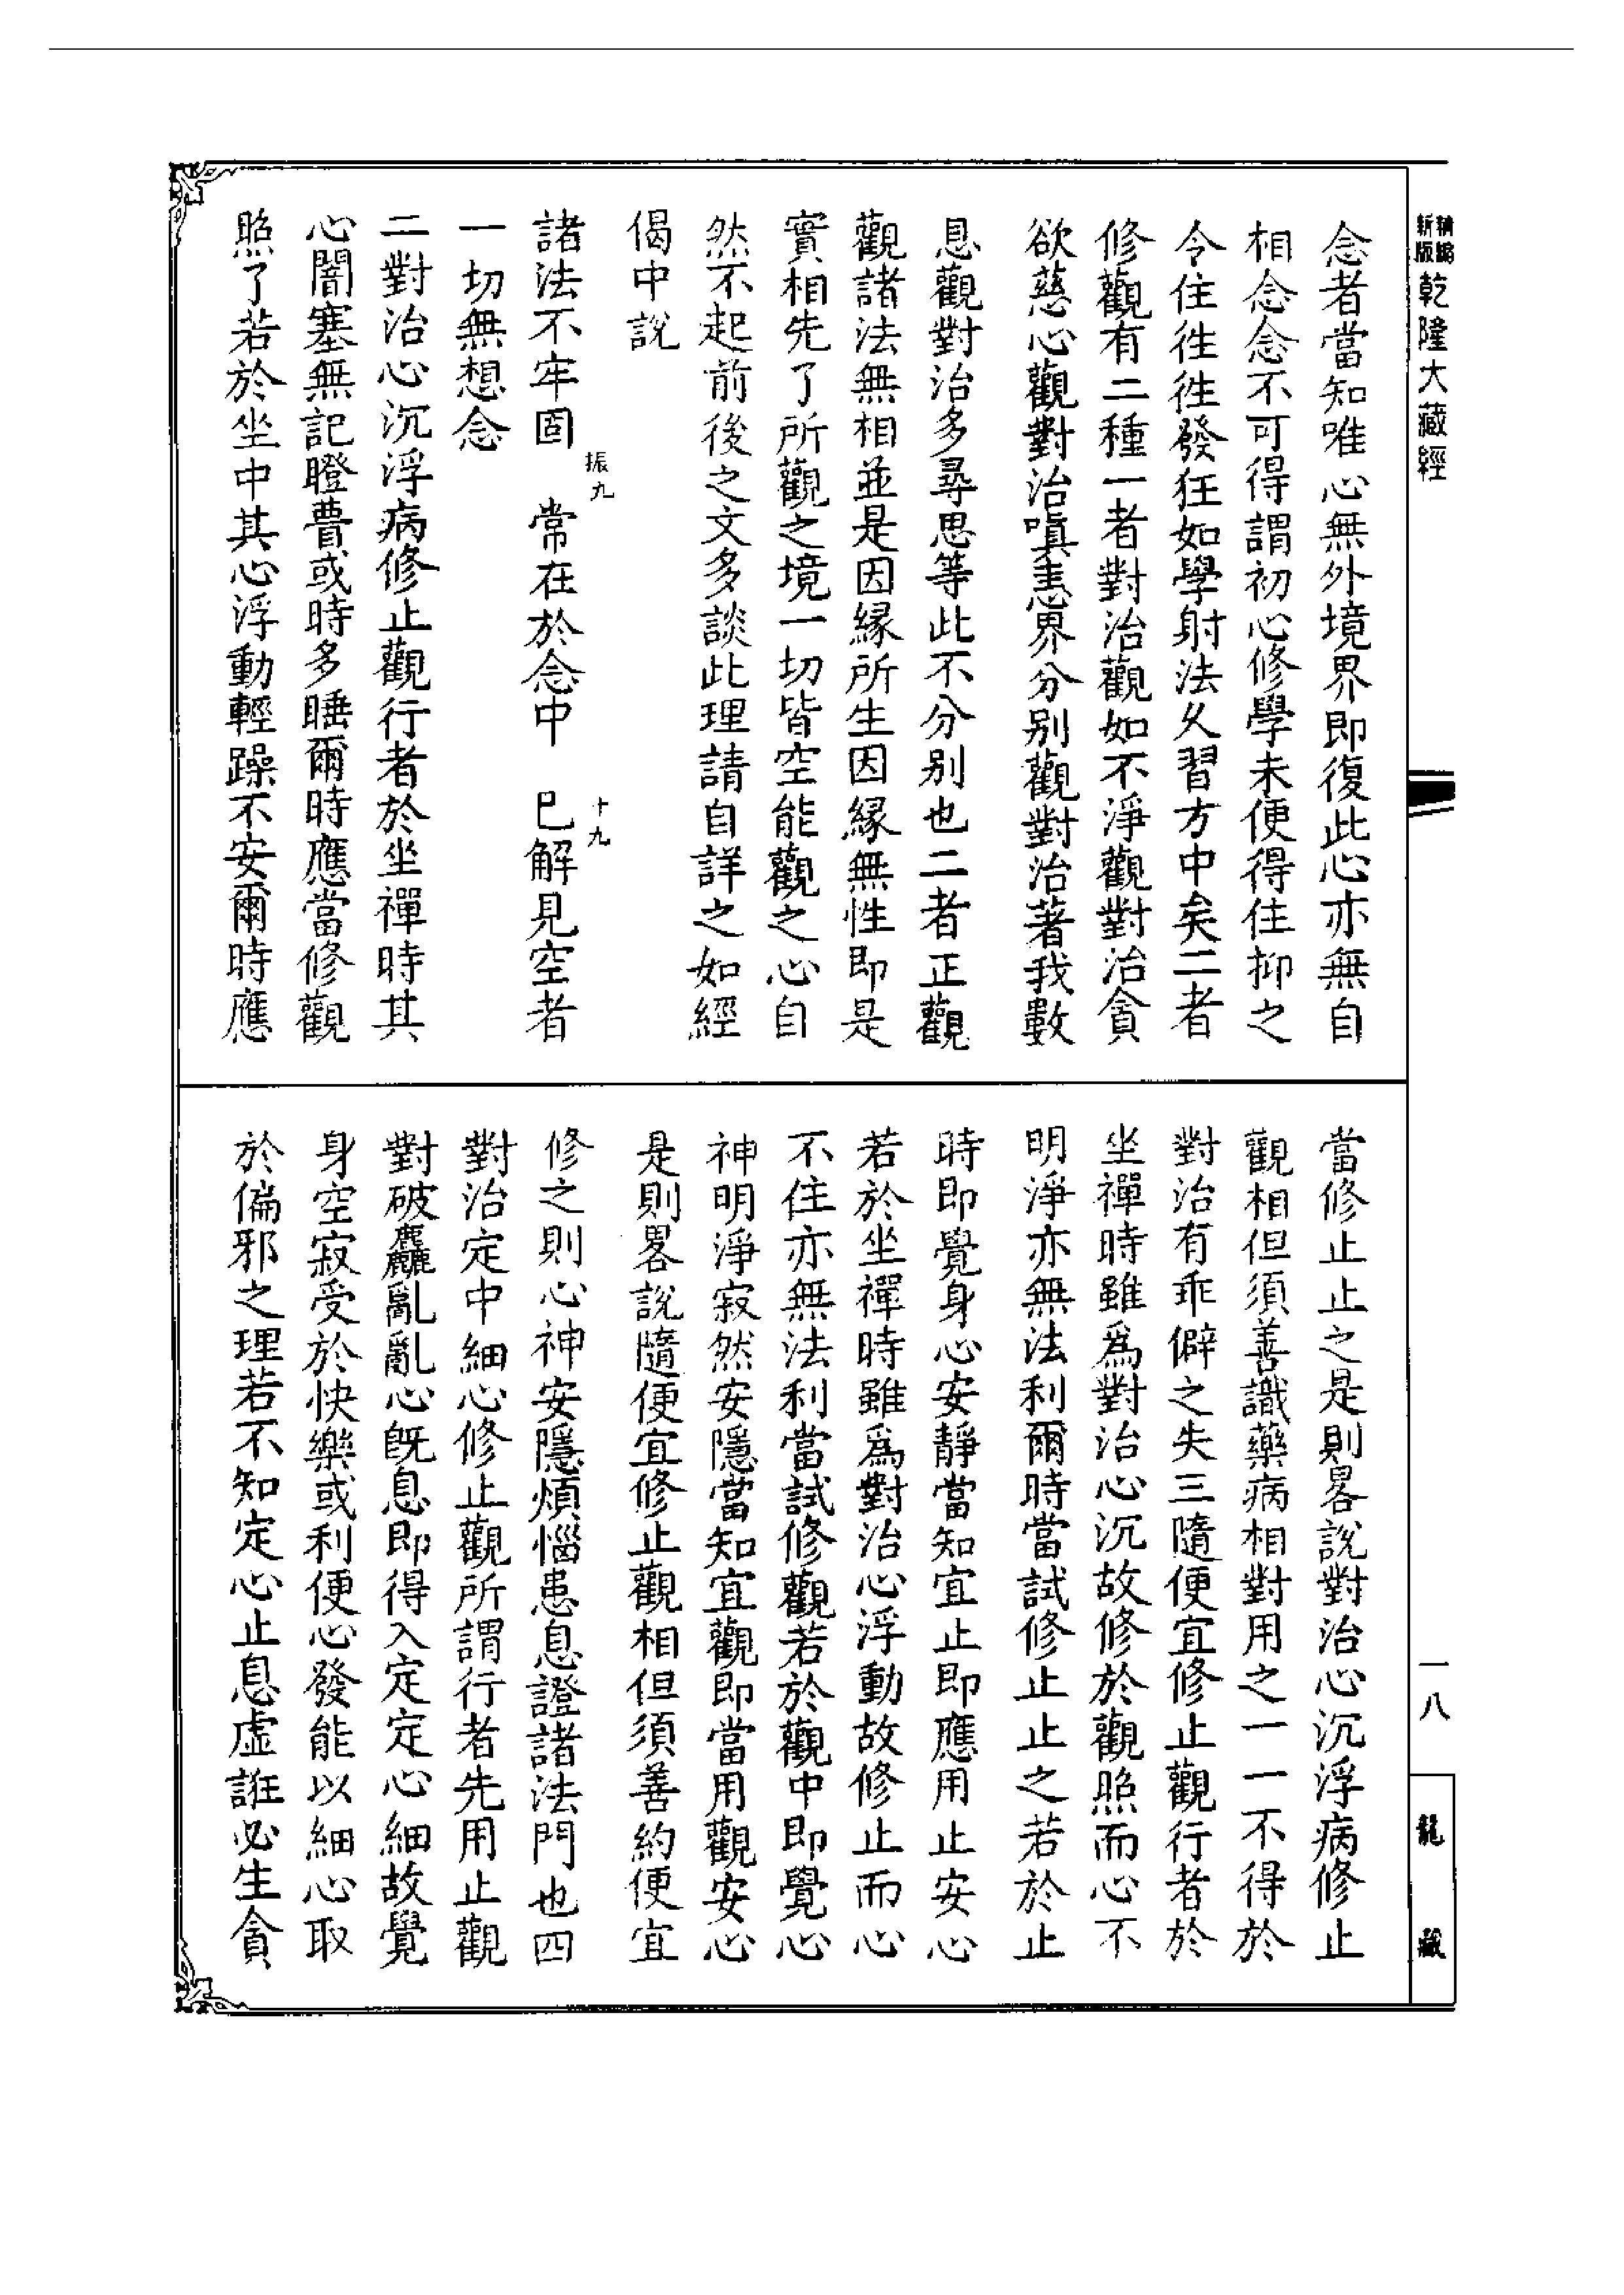 新版
精編
乾隆大藏經
一八
龍藏
念者當知唯心無外境界即復此心亦無自
相念念不可得謂初心修學未便得住抑之
令住徃徃發狂如學射法久習方中矣二者
修觀有二種一者對治觀如不淨觀對治貪
欲慈心觀對治嗔恚界分別觀對治著我數
息觀對治多尋思等此不分別也二者正觀
觀諸法無相並是因緣所生因緣無性即是
實相先了所觀之境一切皆空能觀之心自
然不起前後之文多談此理請自詳之如經
偈中說
振九
十九
諸法不牢固　常在於念中　巳解見空者
一切無想念
二對治心沉浮病修止觀行者於坐禪時其
心闇塞無記瞪瞢或時多睡爾時應當修觀
照了若於坐中其心浮動輕躁不安爾時應
當修止止之是則畧說對治心沉浮病修止
觀相但須善識藥病相對用之一一不得於
對治有乖僻之失三隨便宜修止觀行者於
坐禪時雖爲對治心沉故修於觀照而心不
明淨亦無法利爾時當試修止止之若於止
時即覺身心安靜當知宜止即應用止安心
若於坐禪時雖爲對治心浮動故修止而心
不住亦無法利當試修觀若於觀中即覺心
神明淨寂然安隱當知宜觀即當用觀安心
是則畧說隨便宜修止觀相但須善約便宜
修之則心神安隱煩惱患息證諸法門也四
對治定中細心修止觀所謂行者先用止觀
對破麤亂亂心旣息即得入定定心細故覺
身空寂受於快樂或利便心發能以細心取
於偏邪之理若不知定心止息虛誑必生貪